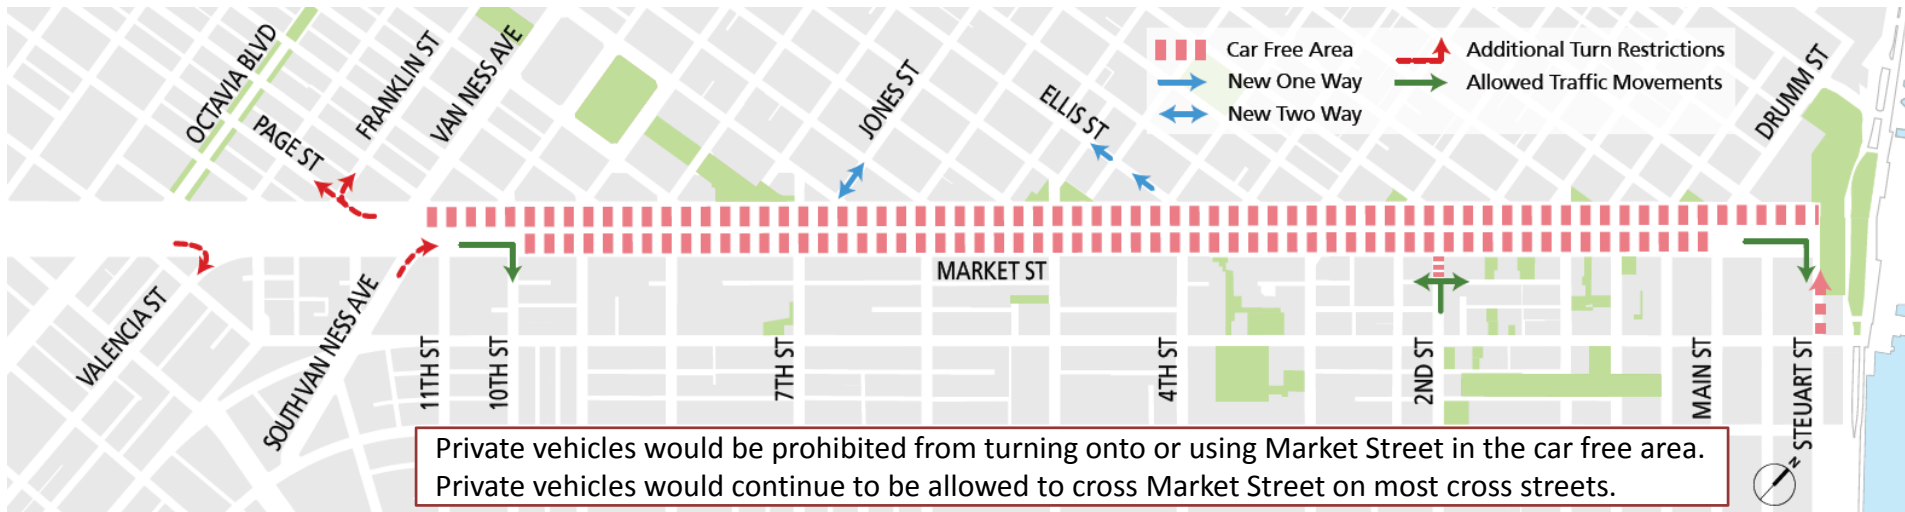 OCTAVIA BLVD
PAGE ST
FRANKLIN ST
VAN NESS AVE
JONES ST
ELLIS ST
DRUMM ST
Car Free Area
New One Way
New Two Way
Additional Turn Restrictions
Allowed Traffic Movements
MARKET ST
VALENCIA ST
SOUTH VAN NESS AVE
11TH ST
10TH ST
7TH ST
4TH ST
2ND ST
MAIN ST
STEUART ST
Private vehicles would be prohibited from turning onto or using Market Street in the car free area.
Private vehicles would continue to be allowed to cross Market Street on most cross streets.
N